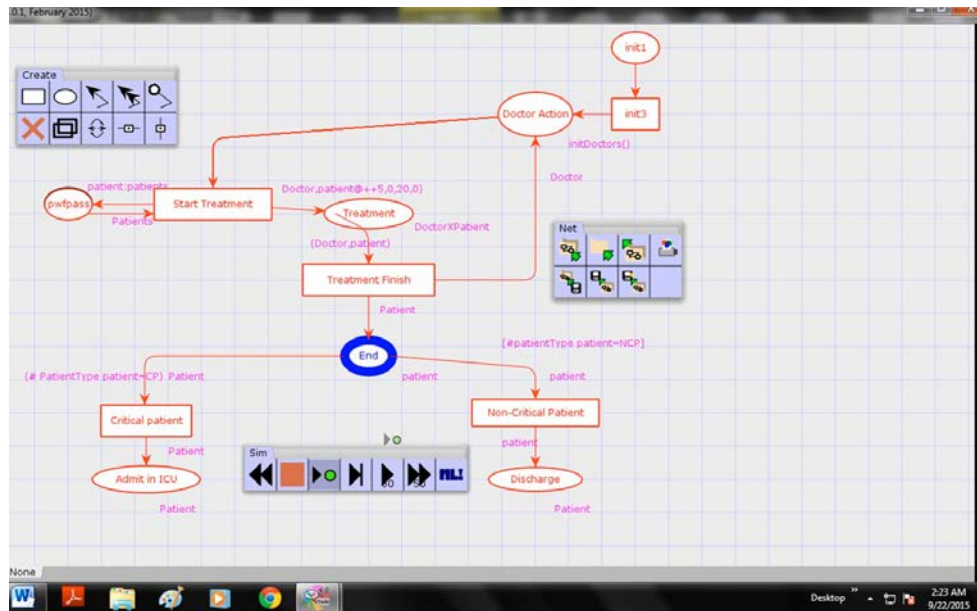 .0.1, February 2015)
init1
Create
Doctor Action
init3
initDoctors()
Doctor
patient:patients
Doctor,patient@++5,0,20,0)
pwfpass
Start Treatment
Treatment
Patients
DoctorXPatient
(Doctor,patient)
Net
Treatment Finish
Patient
[#patientType patient=NCP]
End
(# PatientType patient=CP) Patient
patient
patient
Critical patient
Non-Critical Patient
Patient
patient
Sim
ML!
Admit in ICU
Discharge
Patient
Patient
None
Desktop
2:23 AM
9/22/2015